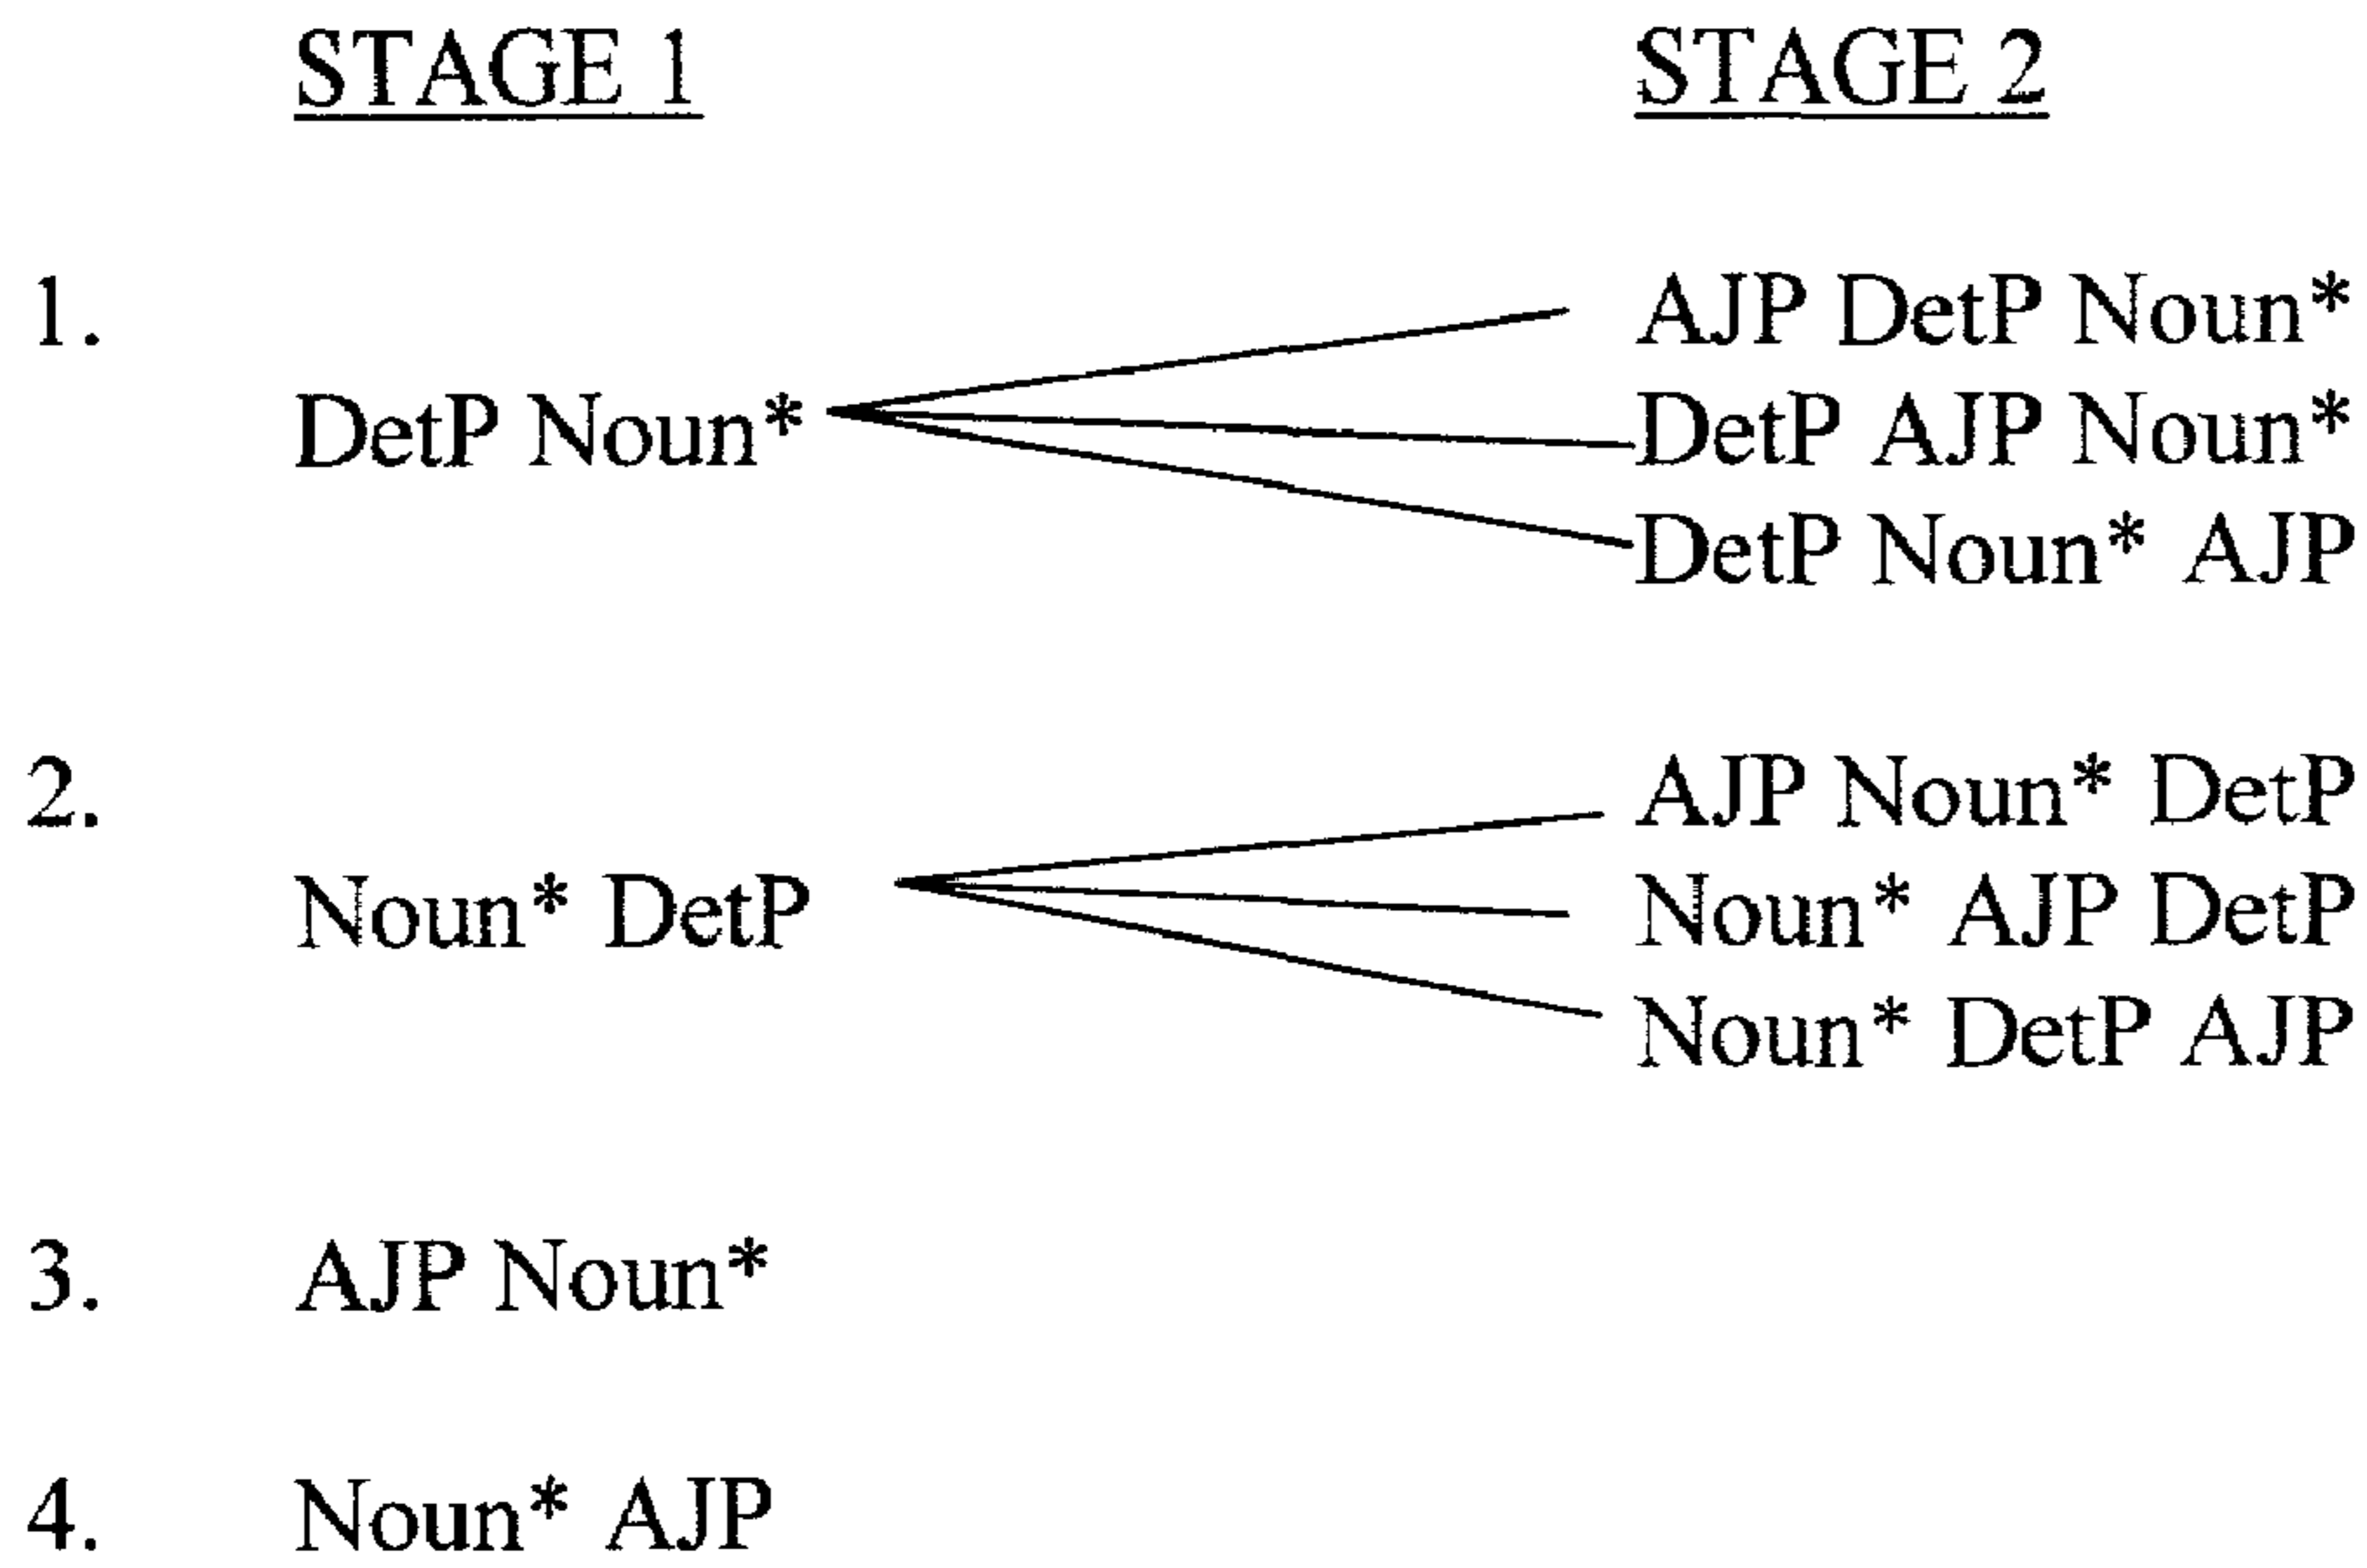 STAGE 1 STAGE 2
1. AJP DetP Noun*
DetP Noun* DetP AJP Noun*
DetP Noun* AJP
2. AJP Noun* DetP
Noun* DetP Noun* AJP DetP
Noun* DetP AJP
3. AJP Noun*
4. Noun* AJP